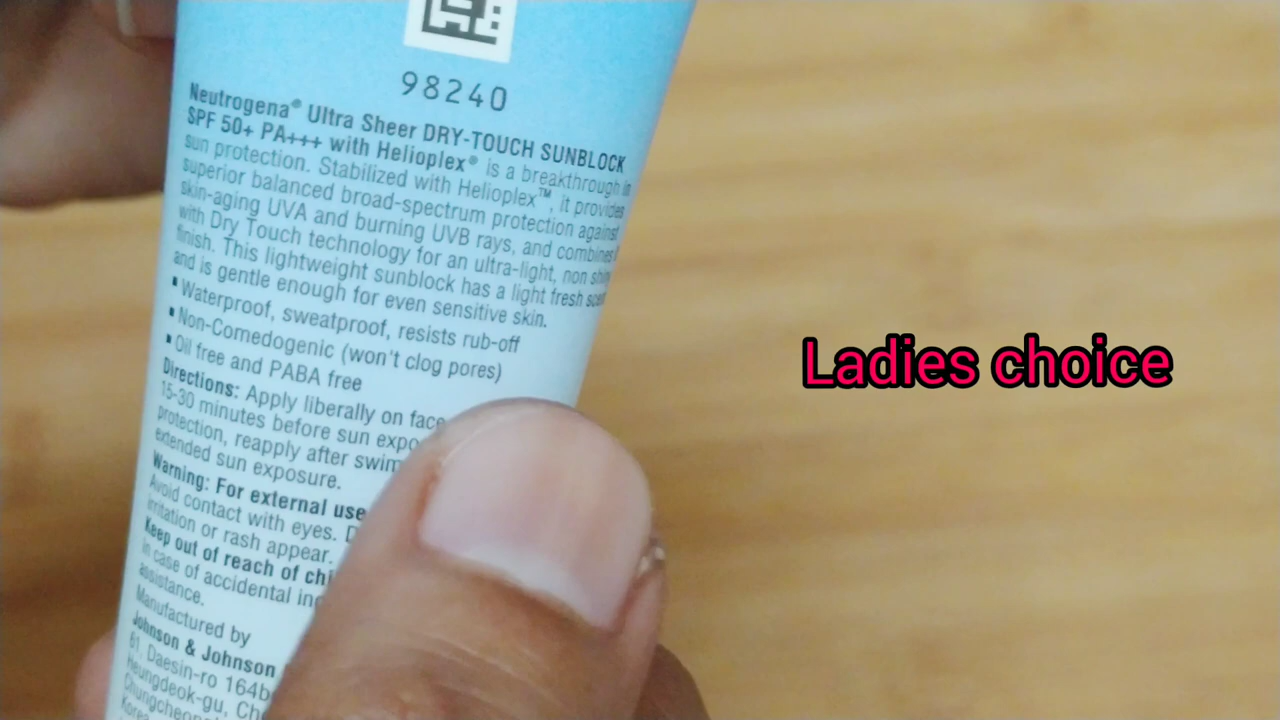 98240
Neutrogena® Ultra Sheer DRY-TOUCH SUNBLOCK
SPF 50+ PA+++ with Helioplex® is a breakthrough in
sun protection. Stabilized with Helioplex™, it provides
superior balanced broad-spectrum protection against
skin-aging UVA and burning UVB rays, and combines
with Dry Touch technology for an ultra-light, non
finish. This lightweight sunblock has a light fresh
and is gentle enough for even sensitive skin.
▪ Waterproof, sweatproof, resists rub-off
▪ Non-Comedogenic (won't clog pores)
▪ Oil free and PABA free
Directions: Apply liberally on face
15-30 minutes before sun
protection, reapply after
extended sun exposure.
Warning: For external use
Avoid contact with eyes.
irritation or rash appear.
Keep out of reach of
In case of accidental
assistance.
Manufactured by
Johnson & Johnson
81, Daesin-ro
Heungdeok-gu,
Ladies choice